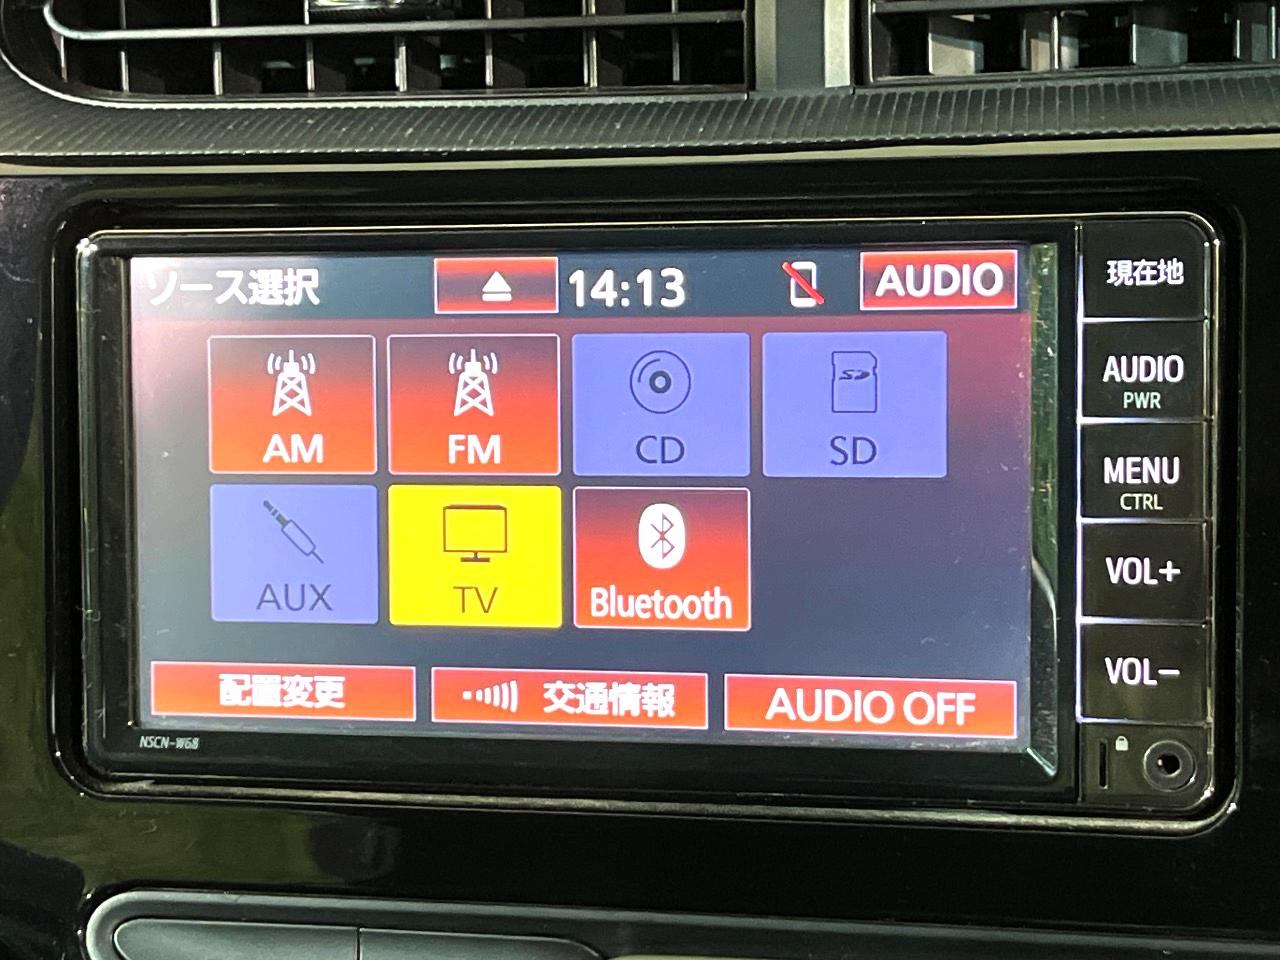 ソース選択 14:13 AUDIO
AM FM CD SD
AUX TV Bluetooth
配置変更 交通情報 AUDIO OFF
NSCN-W68
現在地
AUDIO
PWR
MENU
CTRL
VOL+
VOL-